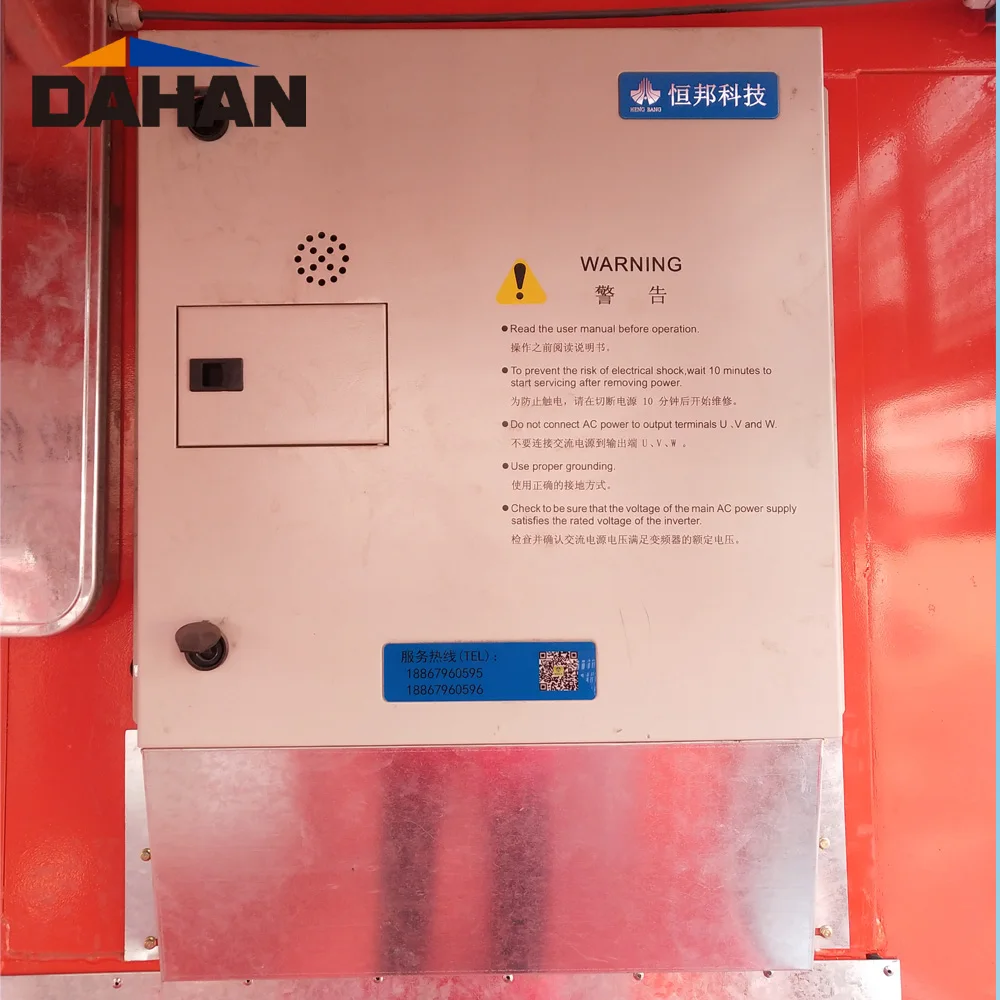 DAHAN
恒邦科技
HENG BANG
WARNING
警 告
●Read the user manual before operation.
操作之前阅读说明书。
●To prevent the risk of electrical shock,wait 10 minutes to
start servicing after removing power.
为防止触电，请在切断电源 10 分钟后开始维修。
●Do not connect AC power to output terminals U、V and W.
不要连接交流电源到输出端 U、V、W 。
●Use proper grounding.
使用正确的接地方式。
●Check to be sure that the voltage of the main AC power supply
satisfies the rated voltage of the inverter.
检查并确认交流电源电压满足变频器的额定电压。
服务热线(TEL)：
18867960595
18867960596